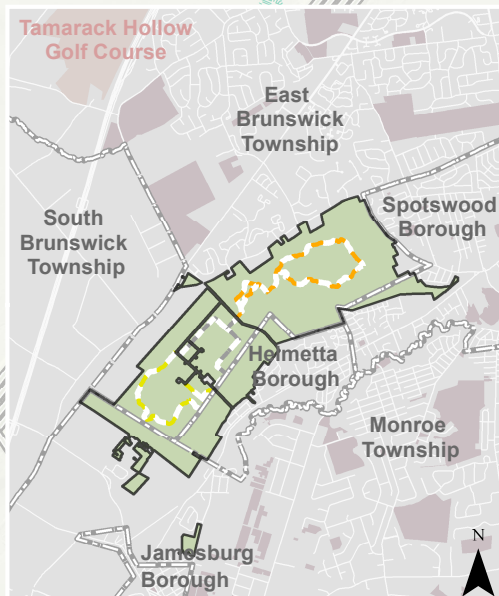 Tamarack Hollow
Golf Course
East
Brunswick
Township
Spotswood
Borough
South
Brunswick
Township
Helmetta
Borough
Monroe
Township
Jamesburg
Borough
N